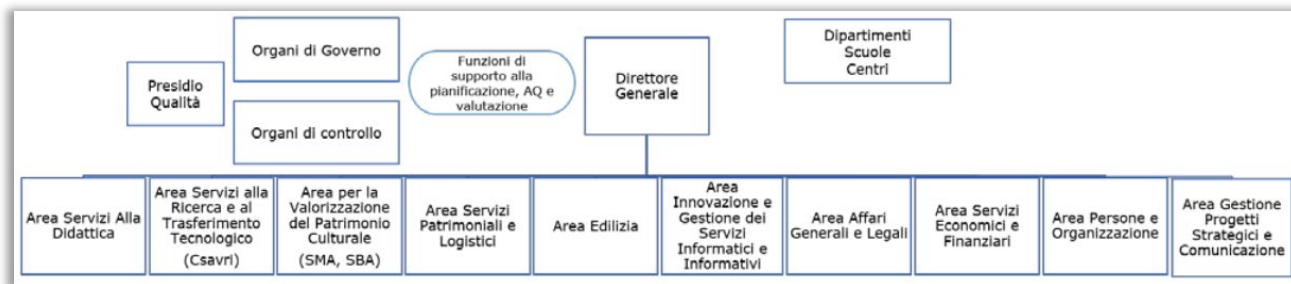 Organi di Governo
Presidio
Qualità
Organi di controllo
Funzioni di
supporto alla
pianificazione, AQ e
valutazione
Direttore
Generale
Dipartimenti
Scuole
Centri
Area Servizi Alla
Didattica
Area Servizi alla
Ricerca e al
Trasferimento
Tecnologico
(Csavri)
Area per la
Valorizzazione
del Patrimonio
Culturale
(SMA, SBA)
Area Servizi
Patrimoniali e
Logistici
Area Edilizia
Area
Innovazione e
Gestione dei
Servizi
Informatici e
Informativi
Area Affari
Generali e Legali
Area Servizi
Economici e
Finanziari
Area Persone e
Organizzazione
Area Gestione
Progetti
Strategici e
Comunicazione